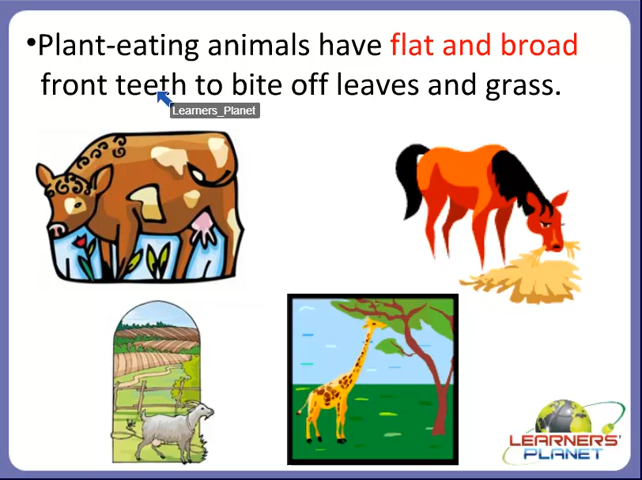 •Plant-eating animals have flat and broad
front teeth to bite off leaves and grass.
Learners_Planet
LEARNERS'
PLANET